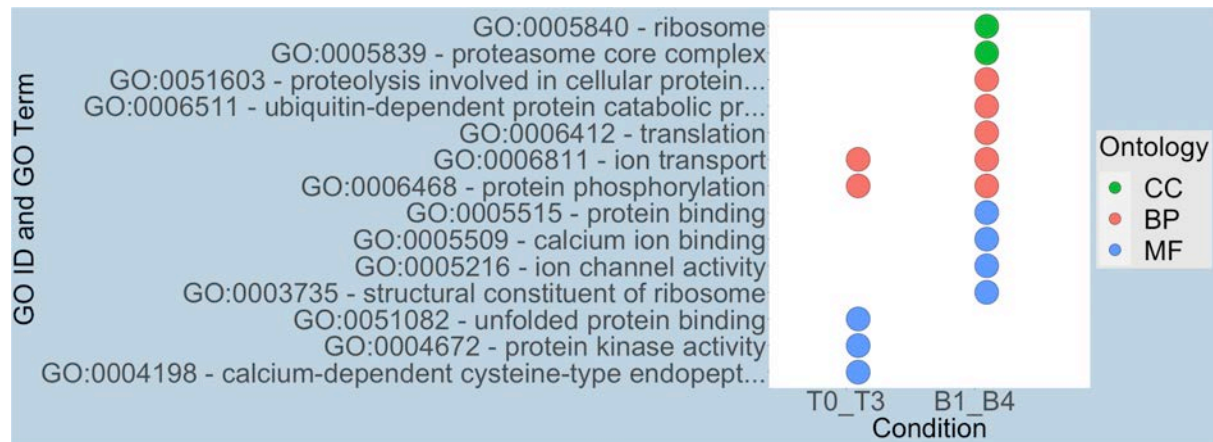 GO ID and GO Term
GO:0005840 - ribosome
GO:0005839 - proteasome core complex
GO:0051603 - proteolysis involved in cellular protein...
GO:0006511 - ubiquitin-dependent protein catabolic pr...
GO:0006412 - translation
GO:0006811 - ion transport
GO:0006468 - protein phosphorylation
GO:0005515 - protein binding
GO:0005509 - calcium ion binding
GO:0005216 - ion channel activity
GO:0003735 - structural constituent of ribosome
GO:0051082 - unfolded protein binding
GO:0004672 - protein kinase activity
GO:0004198 - calcium-dependent cysteine-type endopept...
T0_T3 B1_B4
Condition
Ontology
CC
BP
MF